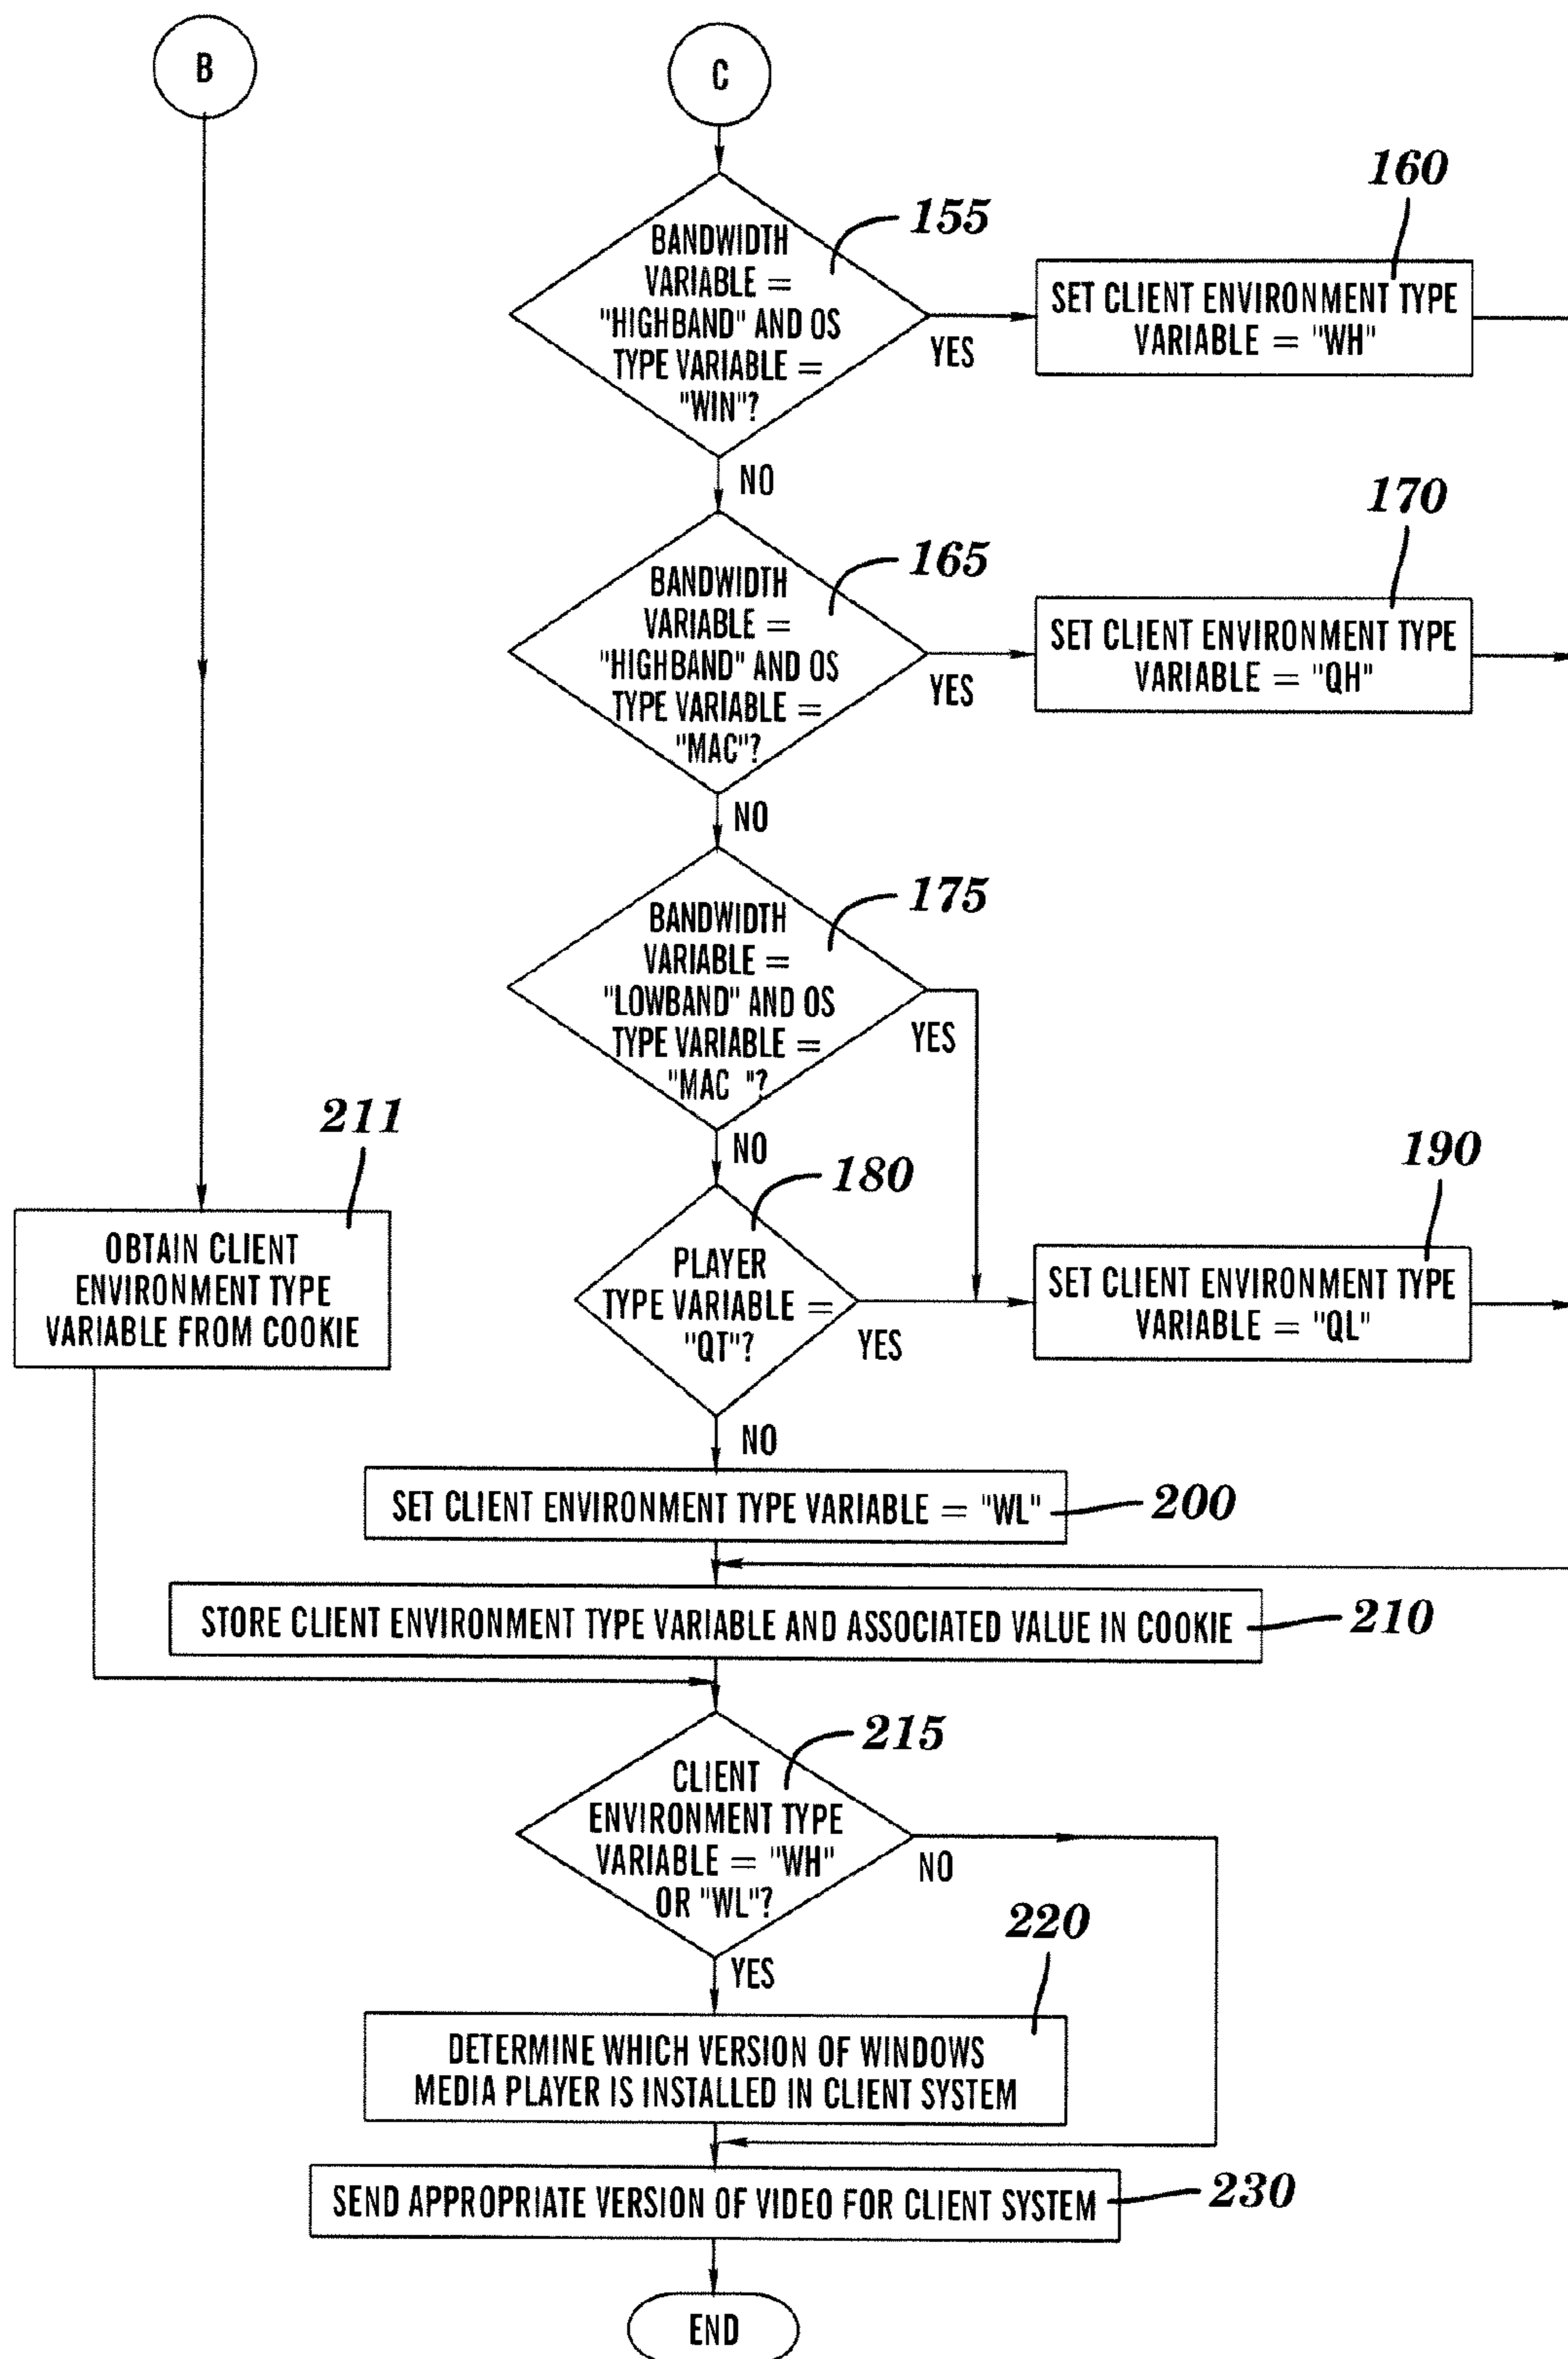 B
C
155
BANDWIDTH
VARIABLE =
"HIGHBAND" AND OS
TYPE VARIABLE =
"WIN"?
YES
160
SET CLIENT ENVIRONMENT TYPE
VARIABLE = "WH"
NO
165
BANDWIDTH
VARIABLE =
"HIGHBAND" AND OS
TYPE VARIABLE =
"MAC"?
YES
170
SET CLIENT ENVIRONMENT TYPE
VARIABLE = "QH"
NO
175
BANDWIDTH
VARIABLE =
"LOWBAND" AND OS
TYPE VARIABLE =
"MAC "?
YES
NO
211
OBTAIN CLIENT
ENVIRONMENT TYPE
VARIABLE FROM COOKIE
180
PLAYER
TYPE VARIABLE =
"QT"?
YES
190
SET CLIENT ENVIRONMENT TYPE
VARIABLE = "QL"
NO
SET CLIENT ENVIRONMENT TYPE VARIABLE = "WL"
200
STORE CLIENT ENVIRONMENT TYPE VARIABLE AND ASSOCIATED VALUE IN COOKIE
210
215
CLIENT
ENVIRONMENT TYPE
VARIABLE = "WH"
OR "WL"?
NO
YES
220
DETERMINE WHICH VERSION OF WINDOWS
MEDIA PLAYER IS INSTALLED IN CLIENT SYSTEM
SEND APPROPRIATE VERSION OF VIDEO FOR CLIENT SYSTEM
230
END